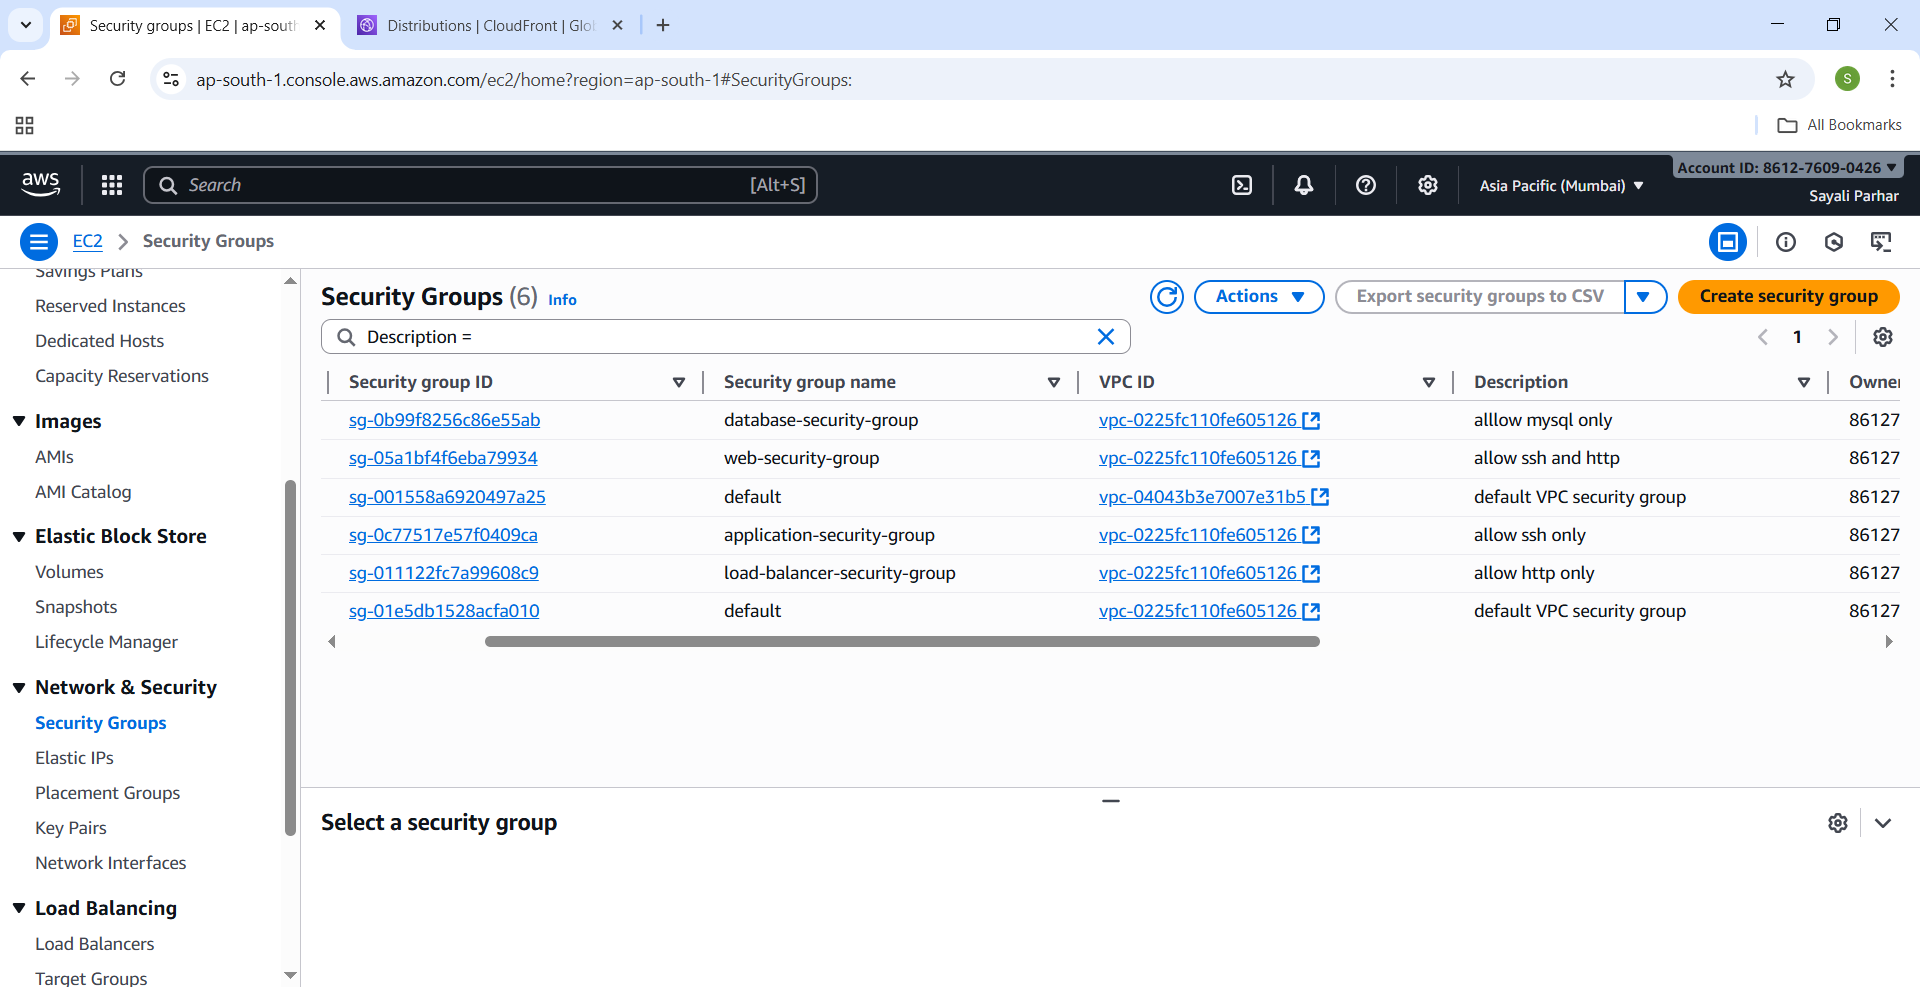 Security groups | EC2 | ap-south
Distributions | CloudFront | Glo
ap-south-1.console.aws.amazon.com/ec2/home?region=ap-south-1#SecurityGroups:
S
All Bookmarks
aws
Search
[Alt+S]
Asia Pacific (Mumbai)
Account ID: 8612-7609-0426
Sayali Parhar
EC2
Security Groups
Savings Plans
Reserved Instances
Dedicated Hosts
Capacity Reservations
Images
AMIs
AMI Catalog
Elastic Block Store
Volumes
Snapshots
Lifecycle Manager
Network & Security
Security Groups
Elastic IPs
Placement Groups
Key Pairs
Network Interfaces
Load Balancing
Load Balancers
Target Groups
Security Groups (6) Info
Actions
Export security groups to CSV
Create security group
Description =
1
Security group ID Security group name VPC ID Description Owner
sg-0b99f8256c86e55ab database-security-group vpc-0225fc110fe605126 alllow mysql only 86127
sg-05a1bf4f6eba79934 web-security-group vpc-0225fc110fe605126 allow ssh and http 86127
sg-001558a6920497a25 default vpc-04043b3e7007e31b5 default VPC security group 86127
sg-0c77517e57f0409ca application-security-group vpc-0225fc110fe605126 allow ssh only 86127
sg-011122fc7a99608c9 load-balancer-security-group vpc-0225fc110fe605126 allow http only 86127
sg-01e5db1528acfa010 default vpc-0225fc110fe605126 default VPC security group 86127
Select a security group